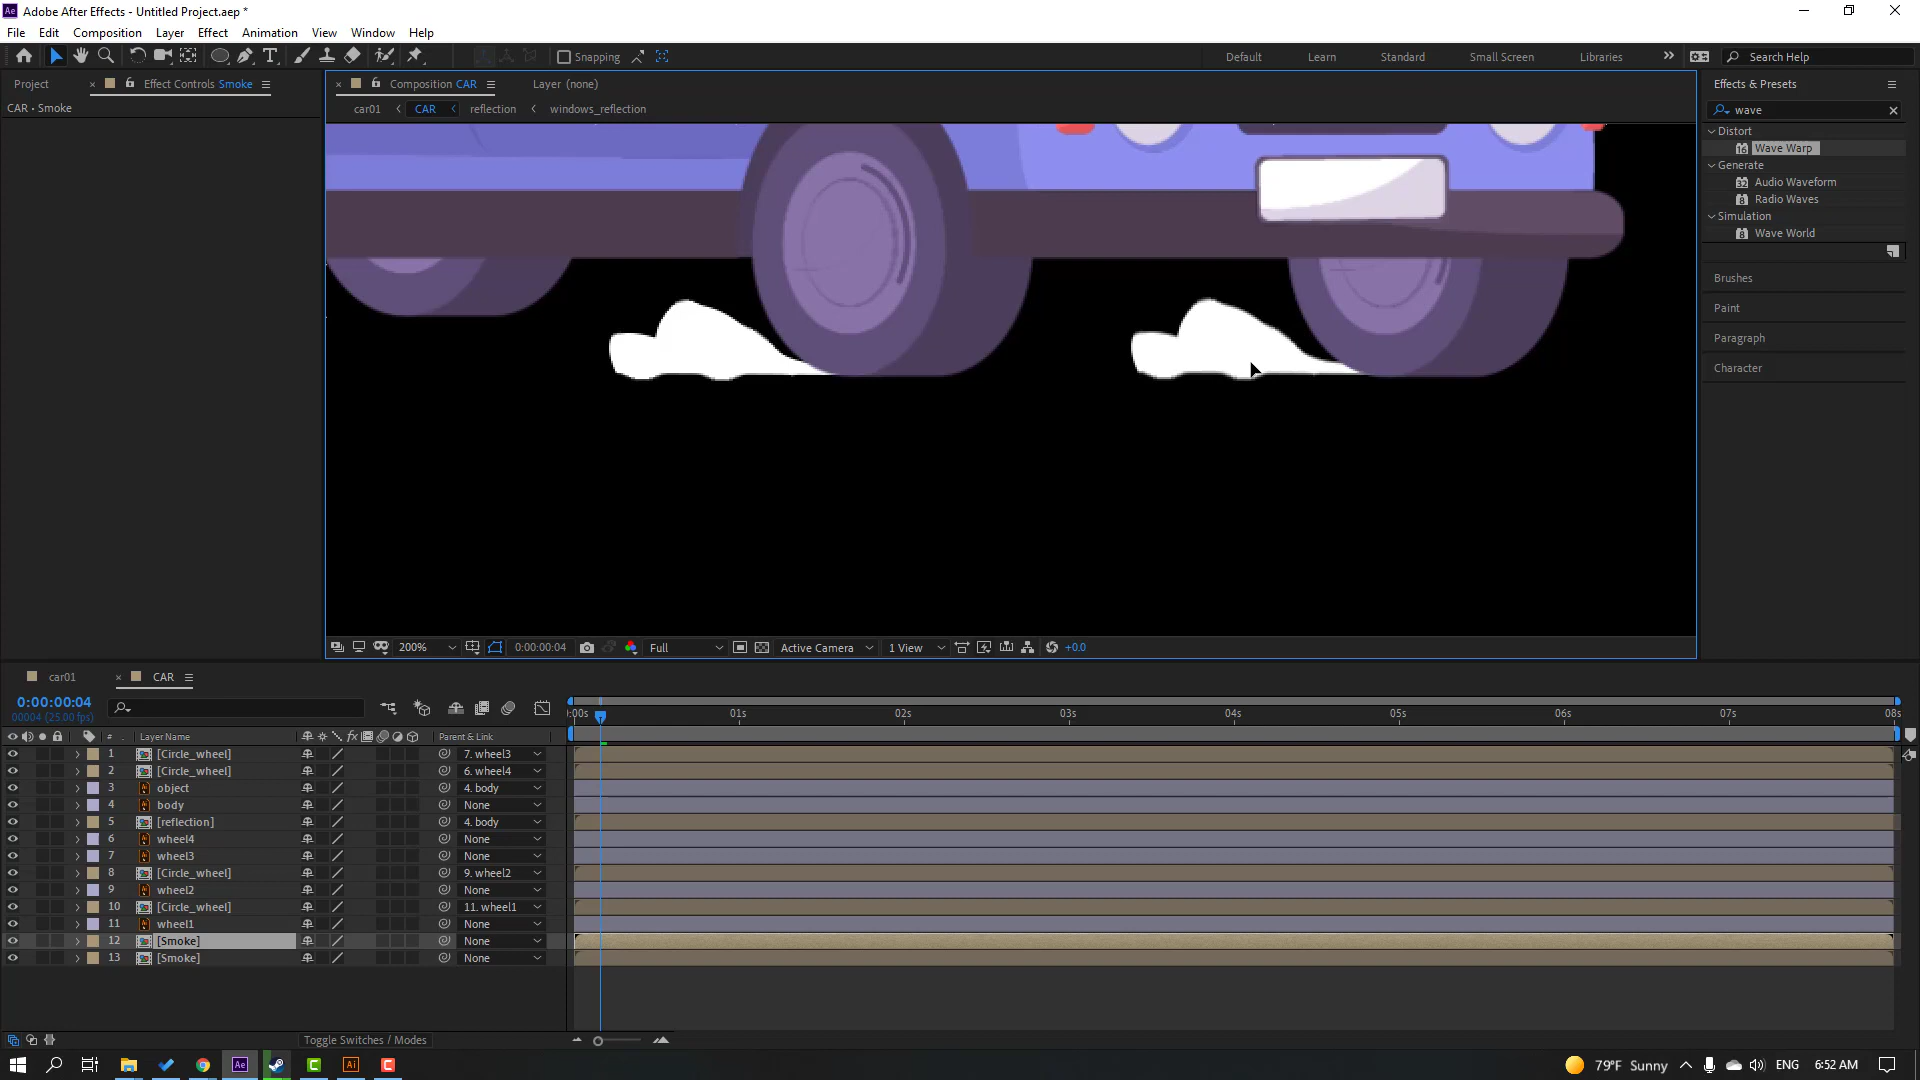 Adobe After Effects - Untitled Project.aep *
File Edit Composition Layer Effect Animation View Window Help
Snapping
Default Learn Standard Small Screen Libraries
Search Help
Project
Effect Controls Smoke
CAR • Smoke
Composition CAR
Layer (none)
car01 CAR reflection windows_reflection
Effects & Presets
wave
Distort
16 Wave Warp
Generate
32 Audio Waveform
8 Radio Waves
Simulation
8 Wave World
Brushes
Paint
Paragraph
Character
200% 0:00:00:04 Full Active Camera 1 View +0.0
car01 CAR
0:00:00:04
00004 (25.00 fps)
:00s 01s 02s 03s 04s 05s 06s 07s 08s
# Layer Name fx Parent & Link
1 [Circle_wheel] 7. wheel3
2 [Circle_wheel] 6. wheel4
3 object 4. body
4 body None
5 [reflection] 4. body
6 wheel4 None
7 wheel3 None
8 [Circle_wheel] 9. wheel2
9 wheel2 None
10 [Circle_wheel] 11. wheel1
11 wheel1 None
12 [Smoke] None
13 [Smoke] None
Toggle Switches / Modes
79°F Sunny ENG 6:52 AM